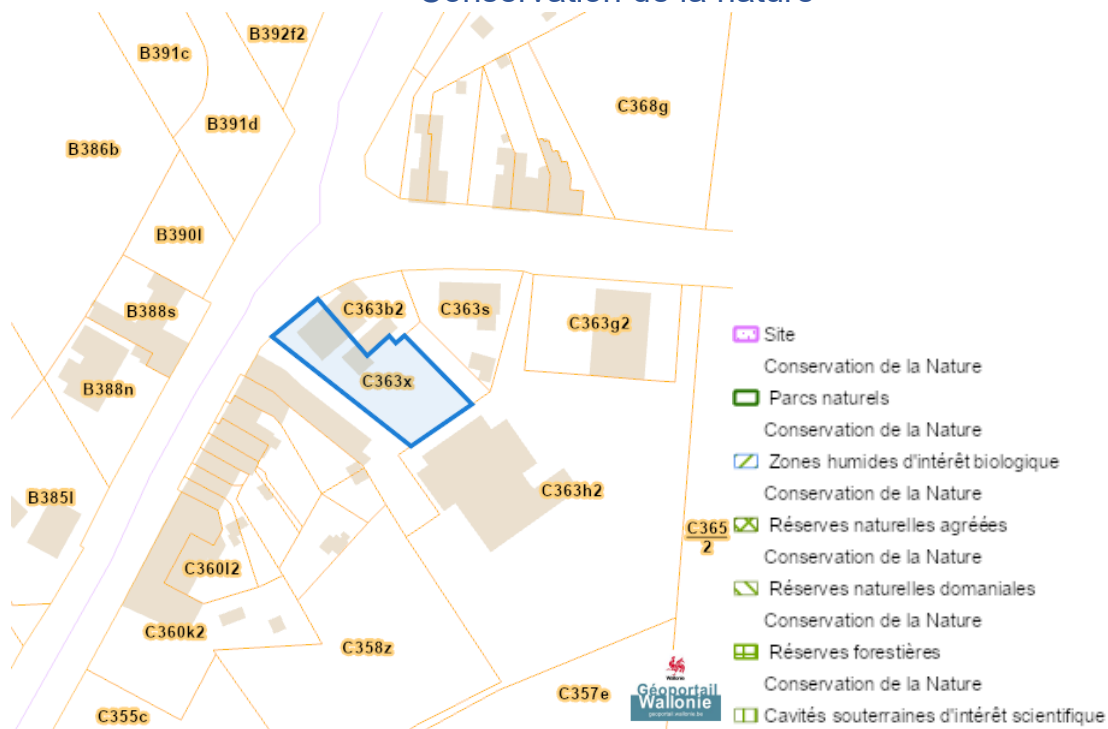 Conservation de la nature
B392f2
B391c
C368g
B391d
B386b
B390l
B388s
C363b2
C363s
C363g2
C363x
B388n
B385l
C363h2
C365
2
C360l2
C360k2
C358z
C357e
C355c
Site
Conservation de la Nature
Parcs naturels
Conservation de la Nature
Zones humides d'intérêt biologique
Conservation de la Nature
Réserves naturelles agréées
Conservation de la Nature
Réserves naturelles domaniales
Conservation de la Nature
Réserves forestières
Conservation de la Nature
Cavités souterraines d'intérêt scientifique
Wallonie
Géoportail
Wallonie
geoportail.wallonie.be